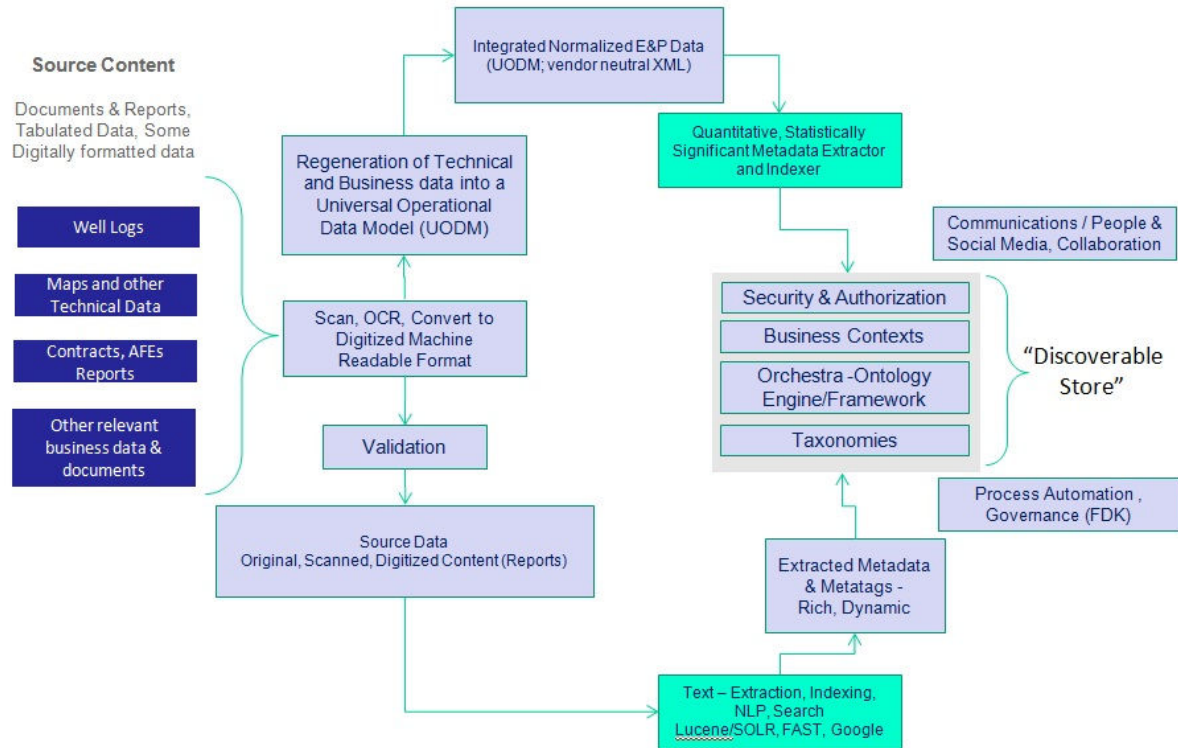 Source Content
Documents & Reports,
Tabulated Data, Some
Digitally formatted data
Well Logs
Maps and other
Technical Data
Contracts, AFEs
Reports
Other relevant
business data &
documents
Integrated Normalized E&P Data
(UODM; vendor neutral XML)
Regeneration of Technical
and Business data into a
Universal Operational
Data Model (UODM)
Scan, OCR, Convert to
Digitized Machine
Readable Format
Validation
Source Data
Original, Scanned, Digitized Content (Reports)
Quantitative, Statistically
Significant Metadata Extractor
and Indexer
Communications / People &
Social Media, Collaboration
Security & Authorization
Business Contexts
Orchestra -Ontology
Engine/Framework
Taxonomies
“Discoverable
Store”
Process Automation ,
Governance (FDK)
Extracted Metadata
& Metatags -
Rich, Dynamic
Text – Extraction, Indexing,
NLP, Search
Lucene/SOLR, FAST, Google